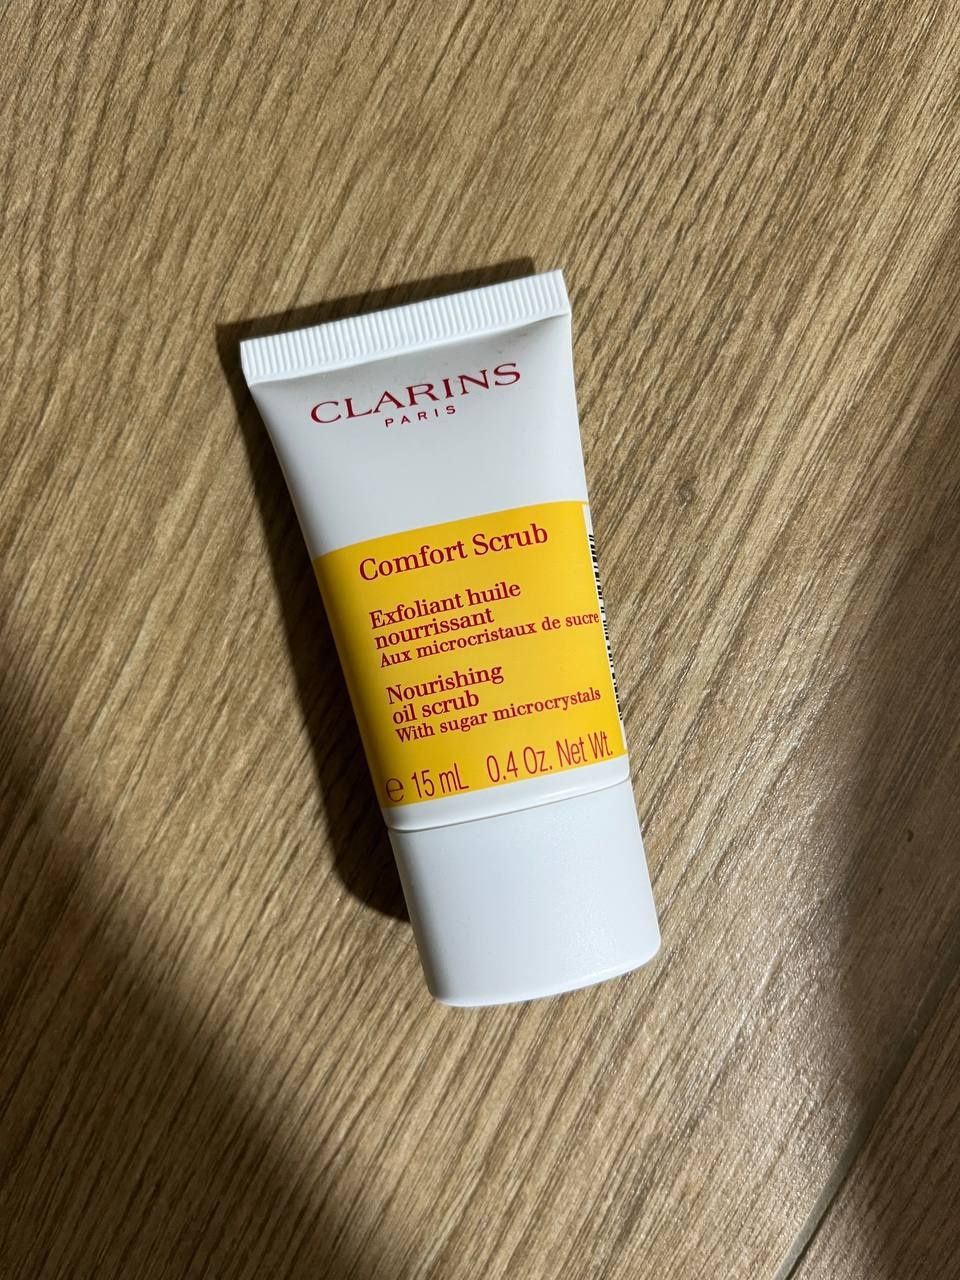 CLARINS
PARIS
Comfort Scrub
Exfoliant huile
nourrissant
Aux microcristaux de sucre
Nourishing
oil scrub
With sugar microcrystals
℮ 15 mL 0.4 Oz. Net Wt.